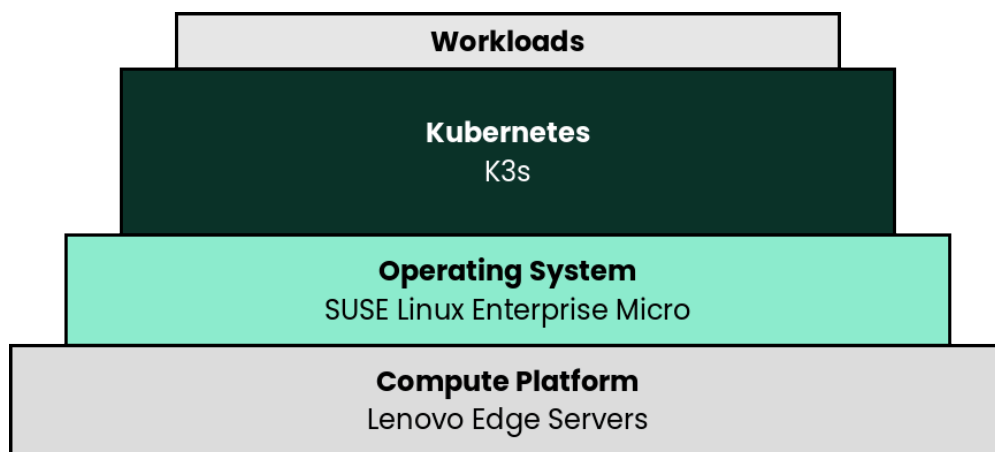 Workloads
Kubernetes
K3s
Operating System
SUSE Linux Enterprise Micro
Compute Platform
Lenovo Edge Servers